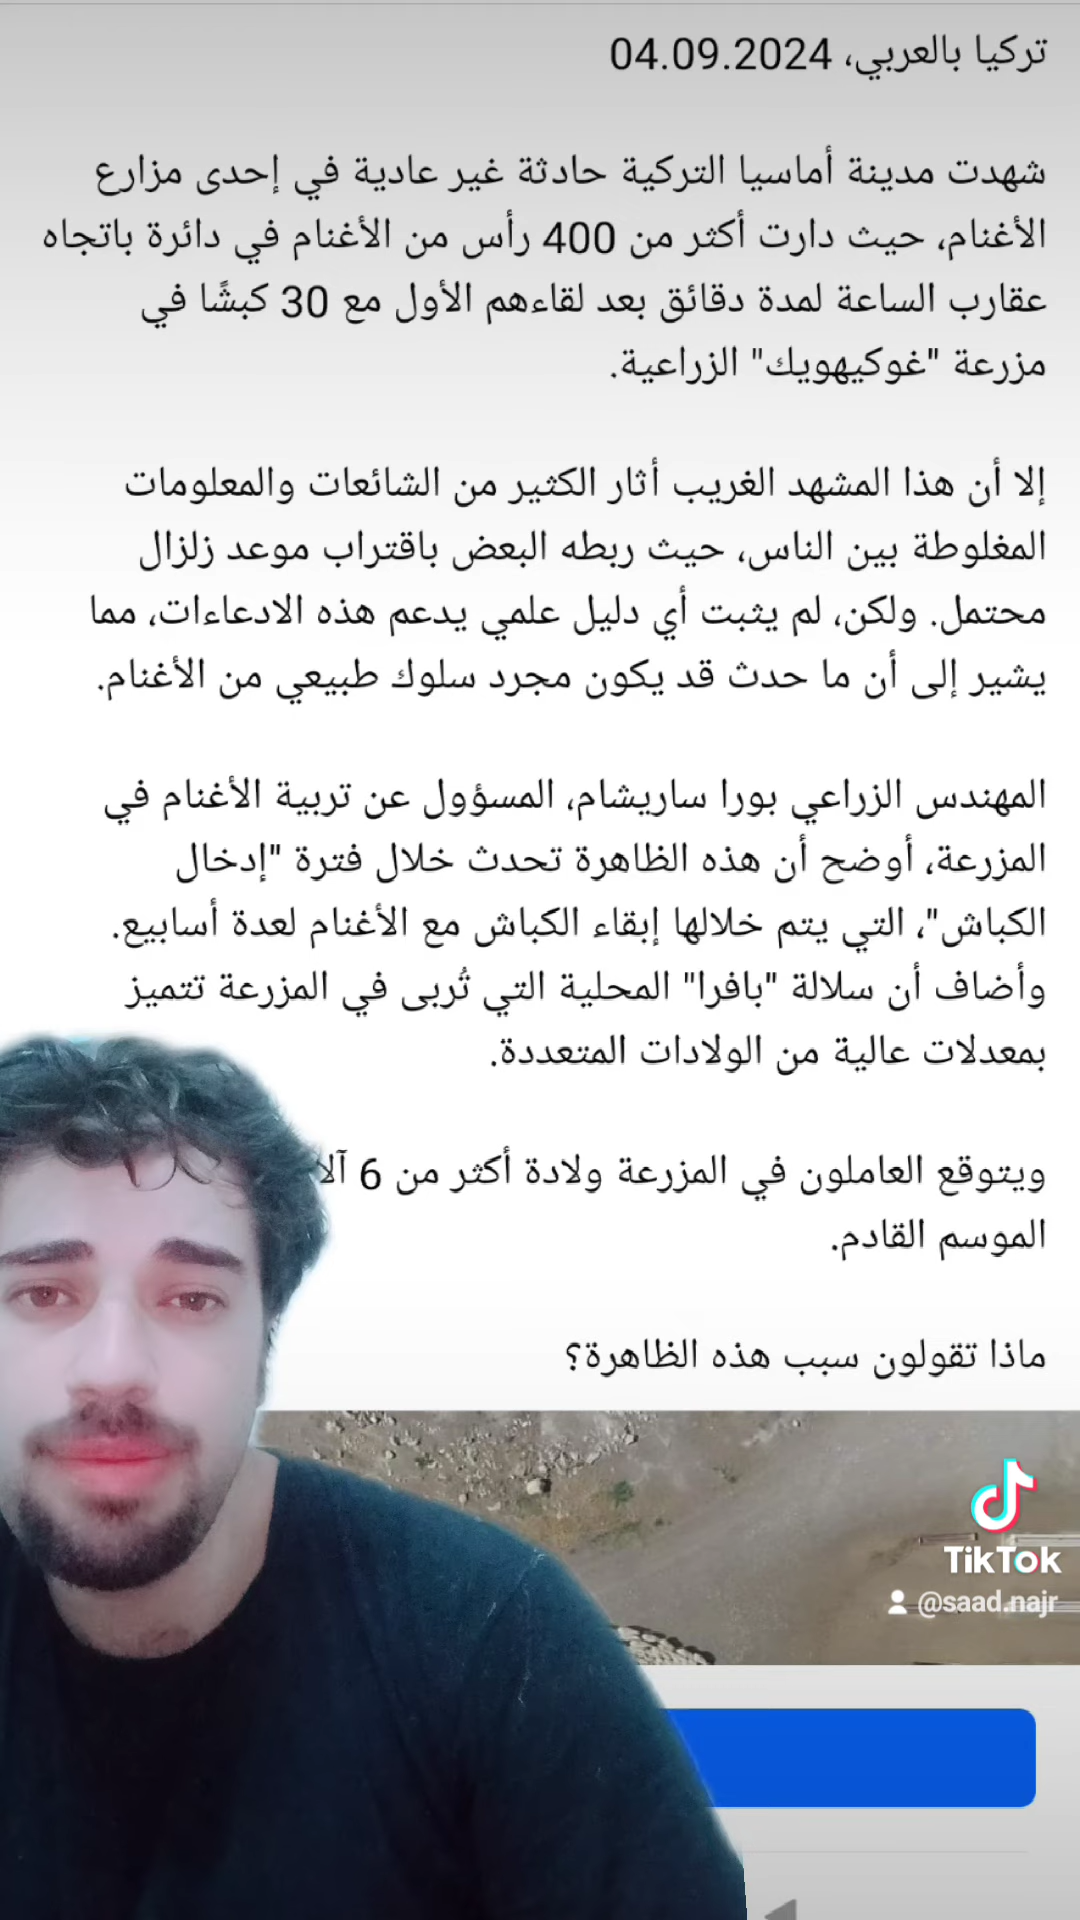 تركيا بالعربي، 04.09.2024
شهدت مدينة أماسيا التركية حادثة غير عادية في إحدى مزارع
الأغنام، حيث دارت أكثر من 400 رأس من الأغنام في دائرة باتجاه
عقارب الساعة لمدة دقائق بعد لقاءهم الأول مع 30 كبشًا في
مزرعة "غوكيهويك" الزراعية.
إلا أن هذا المشهد الغريب أثار الكثير من الشائعات والمعلومات
المغلوطة بين الناس، حيث ربطه البعض باقتراب موعد زلزال
محتمل. ولكن، لم يثبت أي دليل علمي يدعم هذه الادعاءات، مما
يشير إلى أن ما حدث قد يكون مجرد سلوك طبيعي من الأغنام.
المهندس الزراعي بورا ساريشام، المسؤول عن تربية الأغنام في
المزرعة، أوضح أن هذه الظاهرة تحدث خلال فترة "إدخال
الكباش"، التي يتم خلالها إبقاء الكباش مع الأغنام لعدة أسابيع.
وأضاف أن سلالة "بافرا" المحلية التي تُربى في المزرعة تتميز
بمعدلات عالية من الولادات المتعددة.
ويتوقع العاملون في المزرعة ولادة أكثر من 6
الموسم القادم.
ماذا تقولون سبب هذه الظاهرة؟
TikTok
@saad.najr